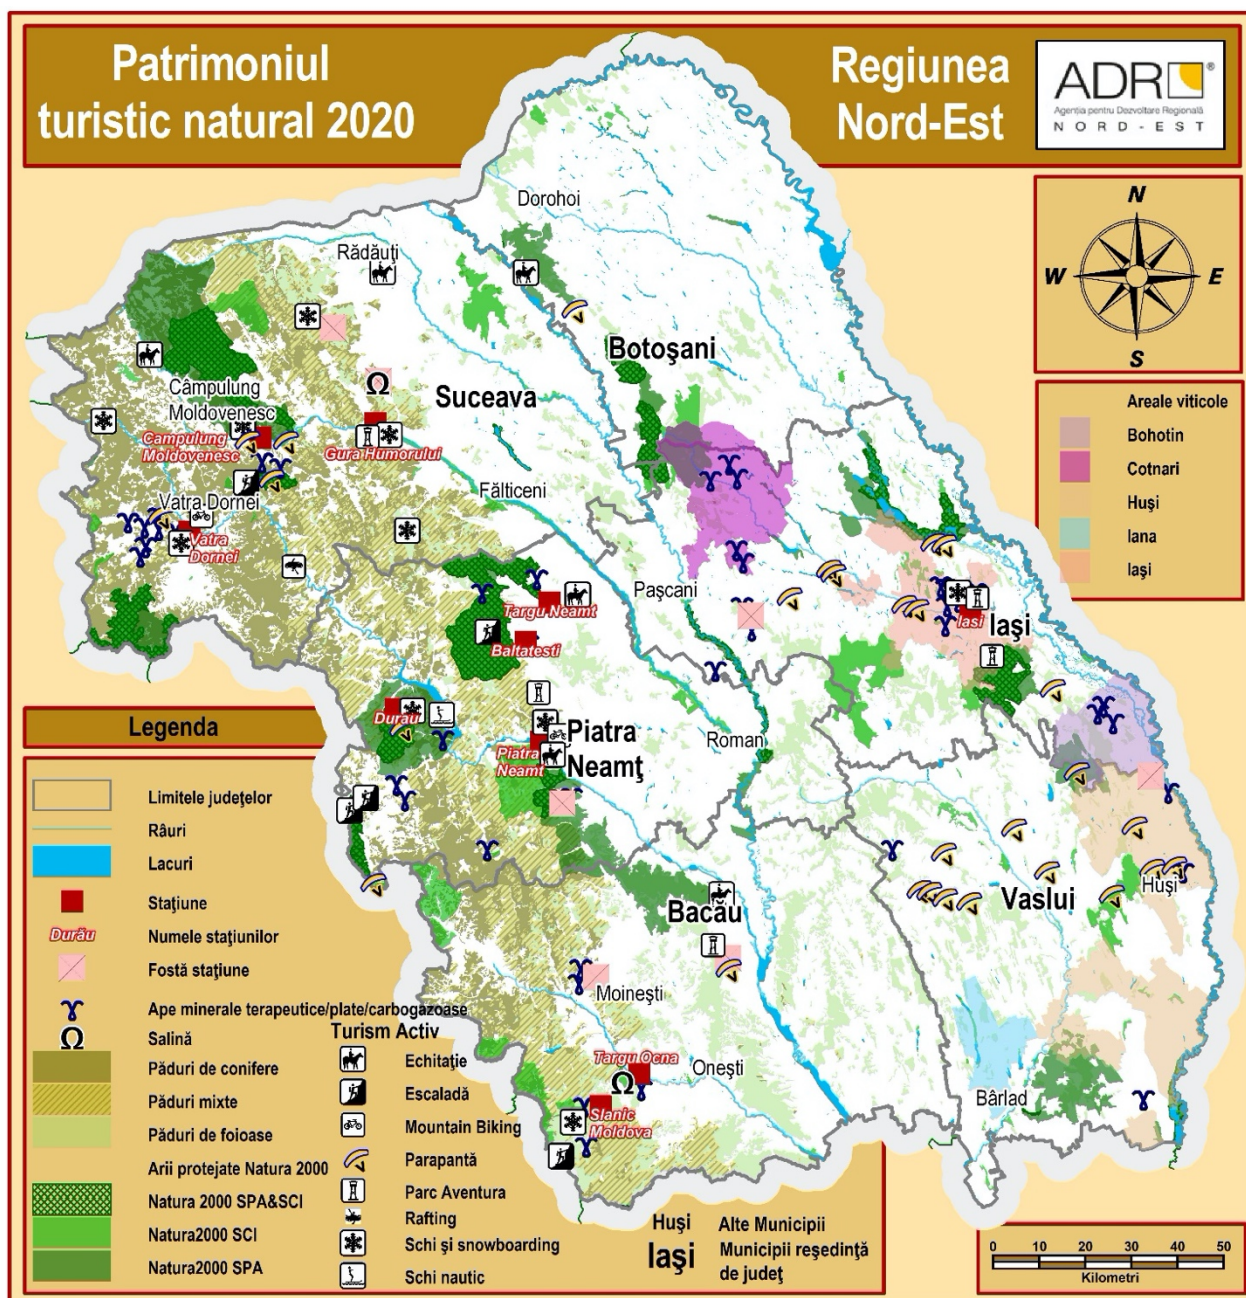 Patrimoniul
turistic natural 2020
Regiunea
Nord-Est
ADR®
Agenția pentru Dezvoltare Regională
NORD-EST
N
W
E
S
Areale viticole
Bohotin
Cotnari
Huşi
Iana
Iaşi
Dorohoi
Rădăuţi
Botoşani
Suceava
Câmpulung
Moldovenesc
Campulung
Moldovenesc
Ω
Gura Humorului
Fălticeni
Vatra Dornei
Vatra
Dornei
Paşcani
Targu Neamt
Baltatesti
Iasi
Iaşi
Durau
Piatra
Neamt
Piatra
Neamţ
Roman
Vaslui
Huşi
Bacău
Moineşti
Targu Ocna
Ω
Oneşti
Slanic
Moldova
Bârlad
Legenda
Limitele judeţelor
Râuri
Lacuri
Staţiune
Durău
Numele staţiunilor
Fostă staţiune
Ape minerale terapeutice/plate/carbogazoase
Ω
Salină
Păduri de conifere
Păduri mixte
Păduri de foioase
Arii protejate Natura 2000
Natura 2000 SPA&SCI
Natura2000 SCI
Natura2000 SPA
Turism Activ
Echitaţie
Escaladă
Mountain Biking
Parapantă
Parc Aventura
Rafting
Schi şi snowboarding
Schi nautic
Huşi
Alte Municipii
Iaşi
Municipii reşedinţă
de judeţ
0 10 20 30 40 50
Kilometri